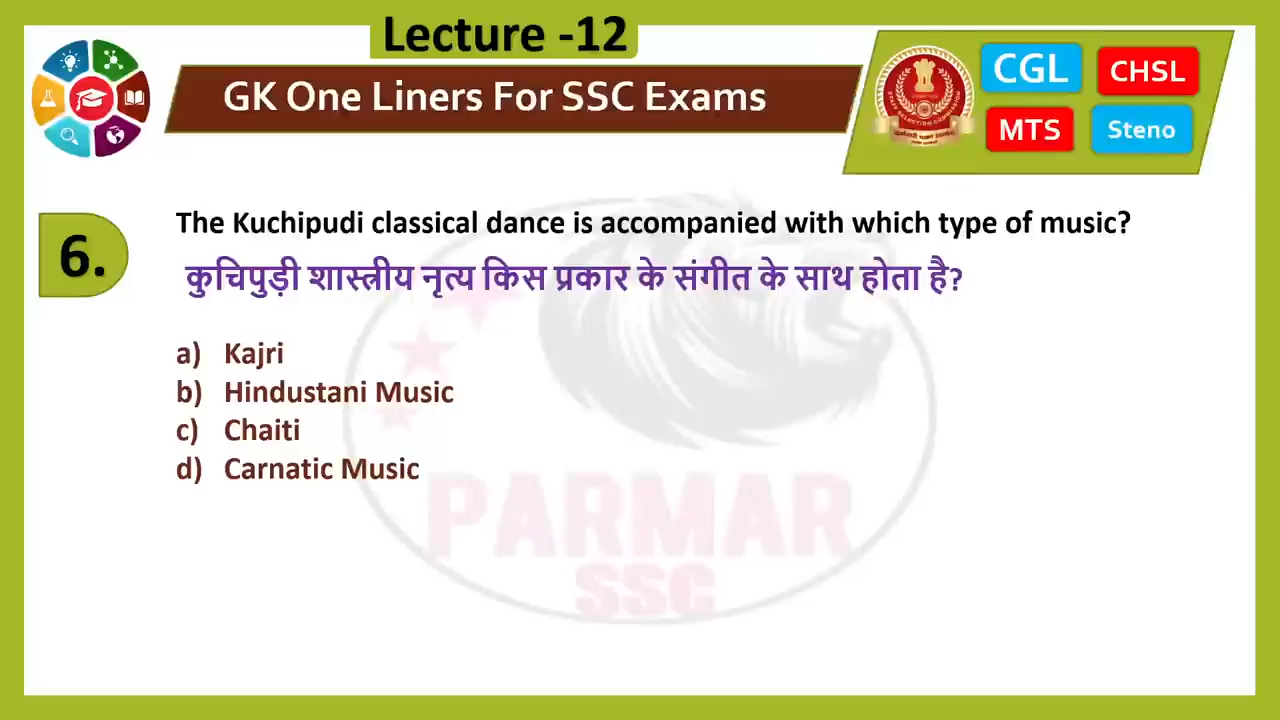 Lecture -12
GK One Liners For SSC Exams
CGL
CHSL
MTS
Steno
6.
The Kuchipudi classical dance is accompanied with which type of music?
कुचिपुड़ी शास्त्रीय नृत्य किस प्रकार के संगीत के साथ होता है?
a) Kajri
b) Hindustani Music
c) Chaiti
d) Carnatic Music
PARMAR
SSC